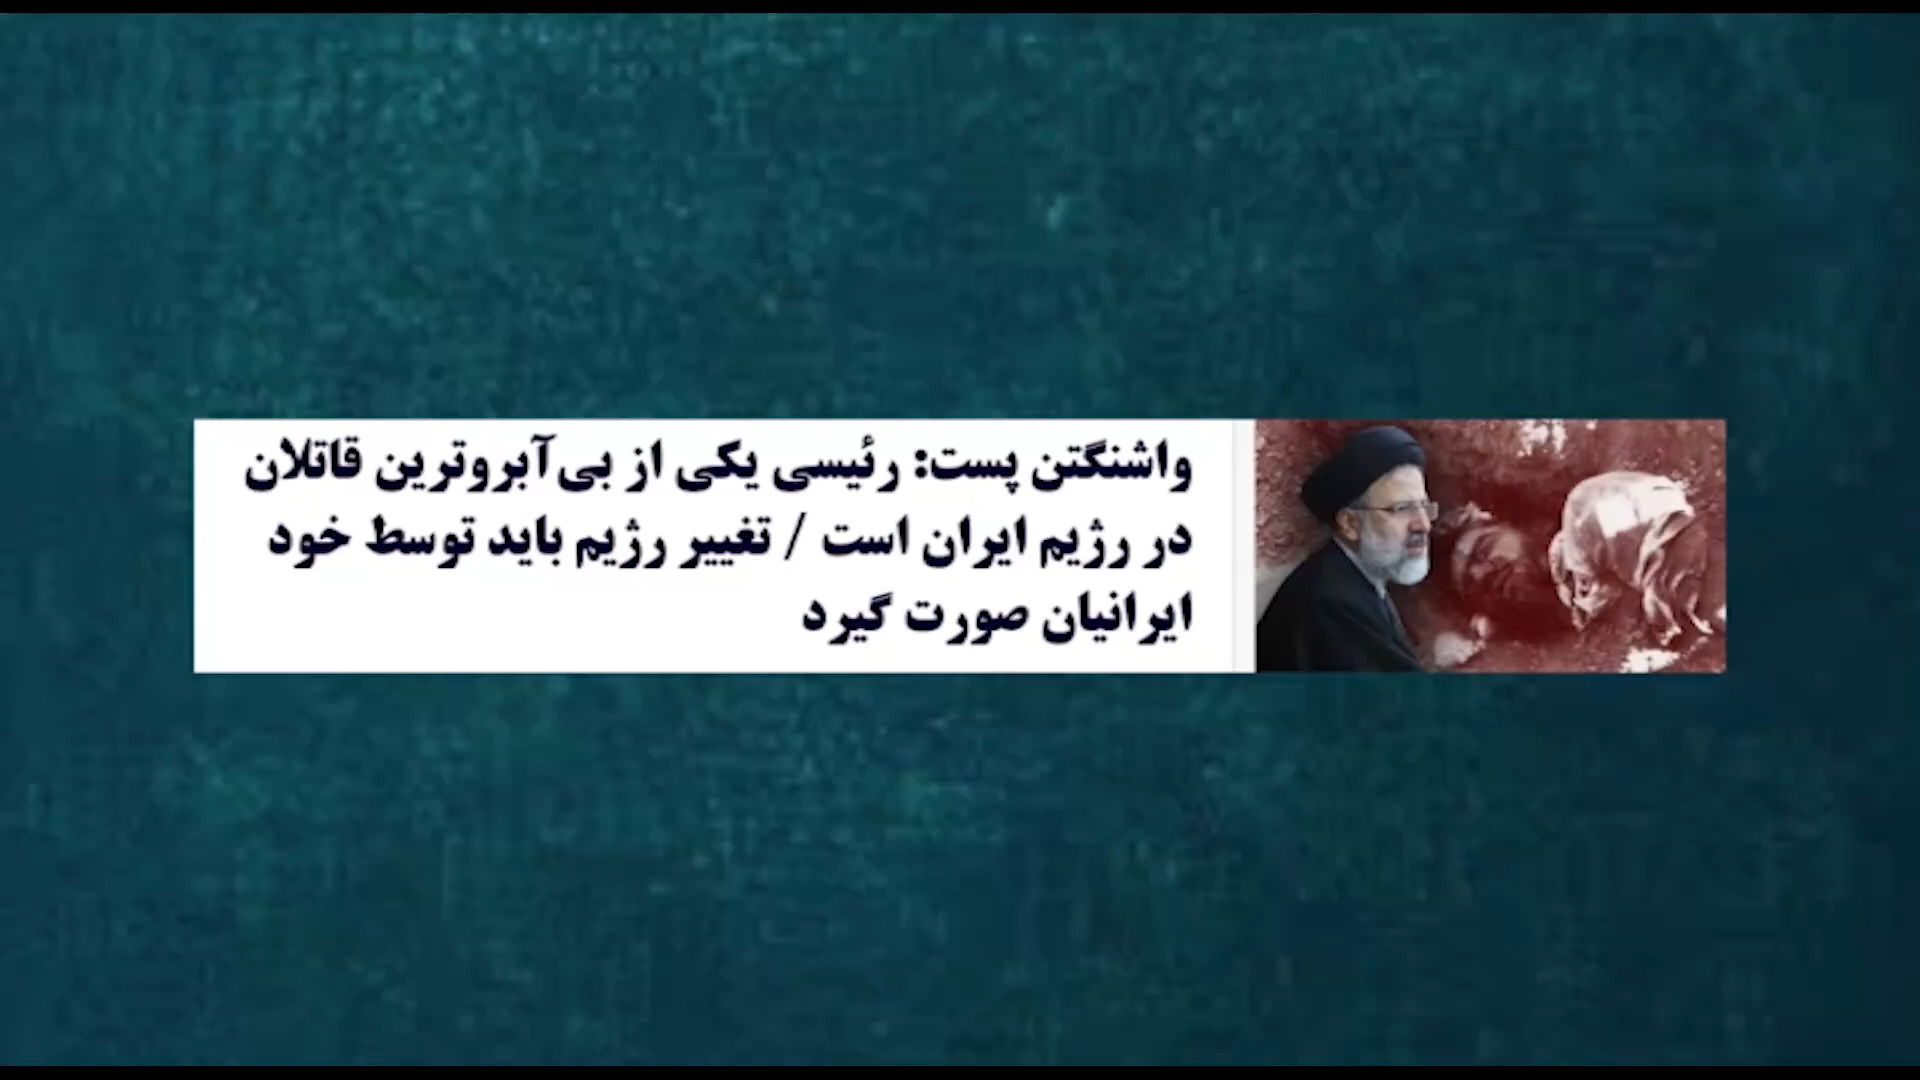 واشنگتن پست: رئیسی یکی از بی‌آبروترین قاتلان
در رژیم ایران است / تغییر رژیم باید توسط خود
ایرانیان صورت گیرد